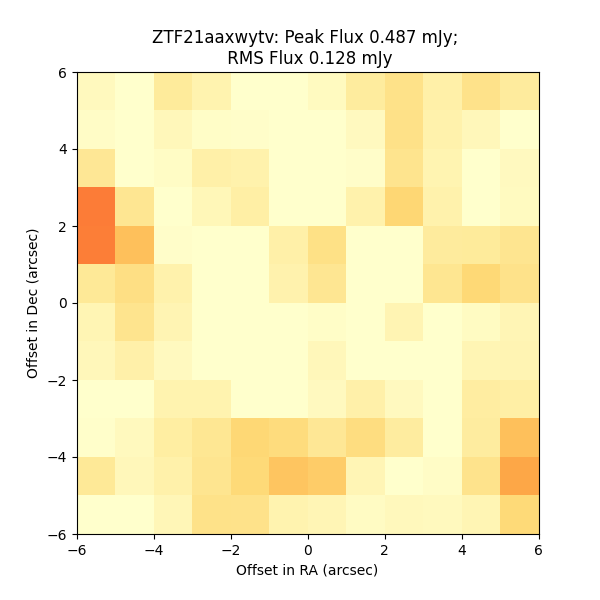 ZTF21aaxwytv: Peak Flux 0.487 mJy;
RMS Flux 0.128 mJy
6
4
2
0
−2
−4
−6
Offset in Dec (arcsec)
−6 −4 −2 0 2 4 6
Offset in RA (arcsec)